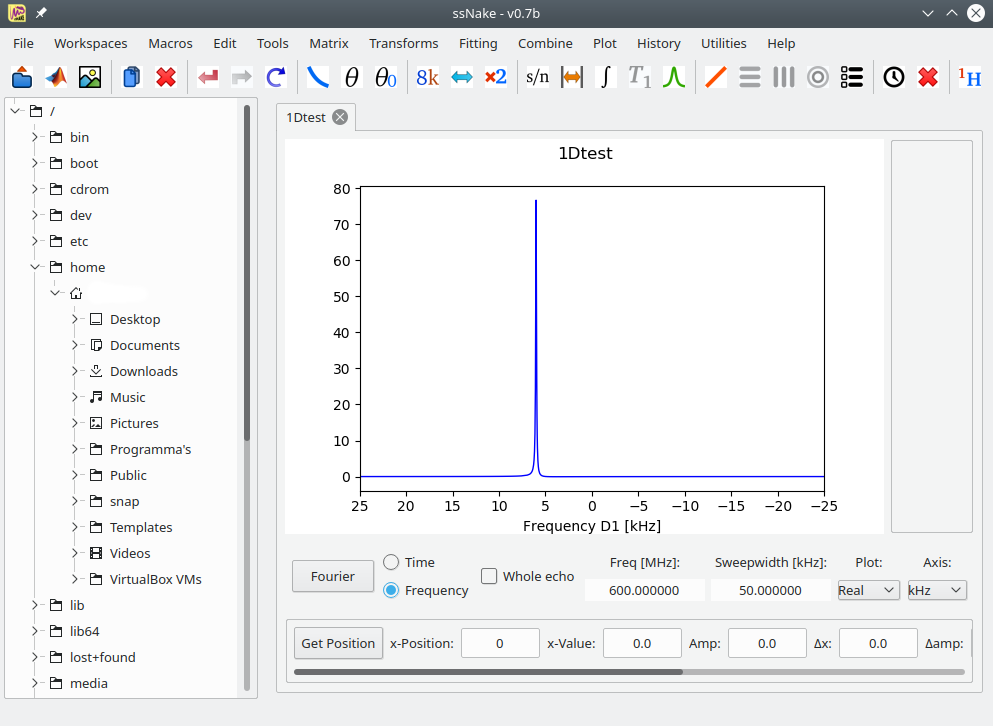 ssNake - v0.7b
File Workspaces Macros Edit Tools Matrix Transforms Fitting Combine Plot History Utilities Help
θ θ0 8k ×2 s/n ∫ T1 1H
/
bin
boot
cdrom
dev
etc
home
Desktop
Documents
Downloads
Music
Pictures
Programma's
Public
snap
Templates
Videos
VirtualBox VMs
lib
lib64
lost+found
media
1Dtest
1Dtest
80
70
60
50
40
30
20
10
0
25 20 15 10 5 0 −5 −10 −15 −20 −25
Frequency D1 [kHz]
Fourier
Time
Frequency
Whole echo
Freq [MHz]: Sweepwidth [kHz]: Plot: Axis:
600.000000 50.000000 Real kHz
Get Position x-Position: 0 x-Value: 0.0 Amp: 0.0 Δx: 0.0 Δamp: